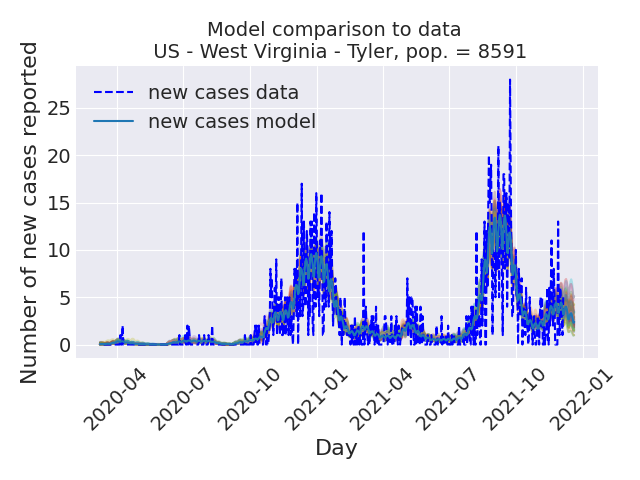 Model comparison to data
US - West Virginia - Tyler, pop. = 8591
Number of new cases reported
new cases data
new cases model
25
20
15
10
5
0
2020-04
2020-07
2020-10
2021-01
2021-04
2021-07
2021-10
2022-01
Day